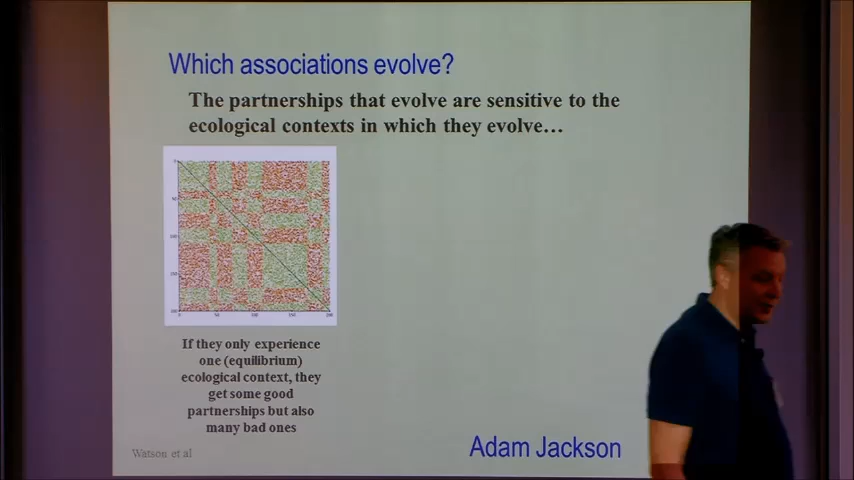 Which associations evolve?
The partnerships that evolve are sensitive to the
ecological contexts in which they evolve…
If they only experience
one (equilibrium)
ecological context, they
get some good
partnerships but also
many bad ones
Watson et al
Adam Jackson